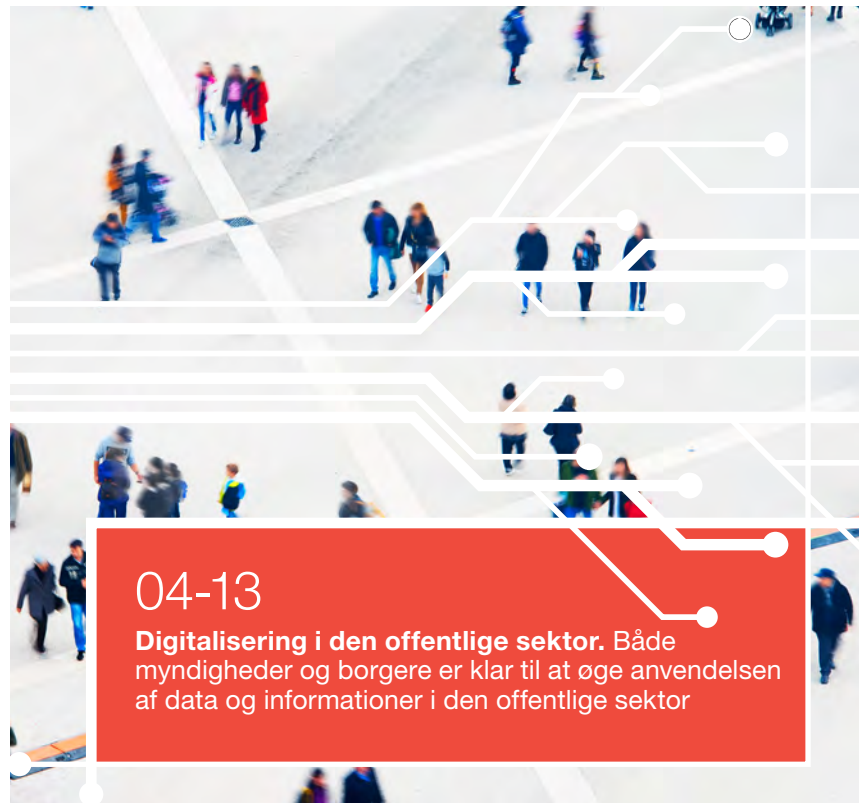 04-13
Digitalisering i den offentlige sektor. Både
myndigheder og borgere er klar til at øge anvendelsen
af data og informationer i den offentlige sektor